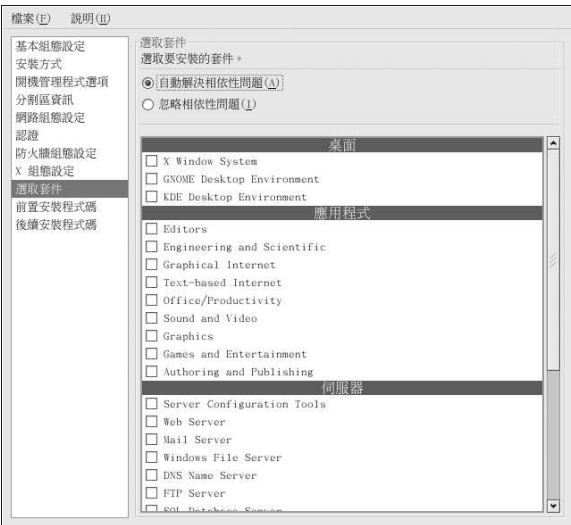 檔案(F) 說明(H)
基本組態設定
安裝方式
開機管理程式選項
分割區資訊
網路組態設定
認證
防火牆組態設定
X 組態設定
選取套件
前置安裝程式碼
後續安裝程式碼
選取套件
選取要安裝的套件。
自動解決相依性問題(A)
忽略相依性問題(I)
桌面
X Window System
GNOME Desktop Environment
KDE Desktop Environment
應用程式
Editors
Engineering and Scientific
Graphical Internet
Text-based Internet
Office/Productivity
Sound and Video
Graphics
Games and Entertainment
Authoring and Publishing
伺服器
Server Configuration Tools
Web Server
Mail Server
Windows File Server
DNS Name Server
FTP Server
SQL Database Server